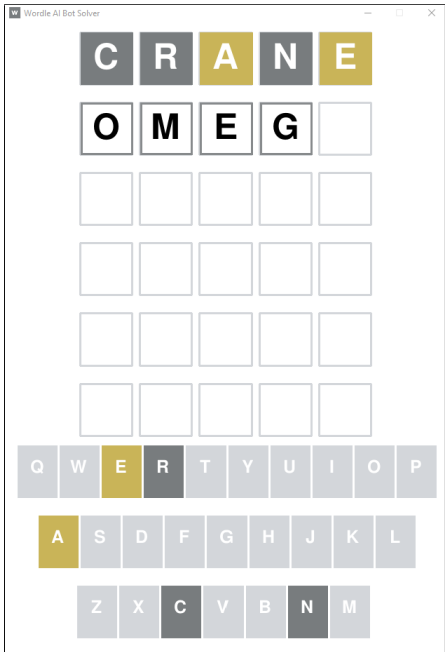 W Wordle AI Bot Solver
C R A N E
O M E G
Q W E R T Y U I O P
A S D F G H J K L
Z X C V B N M